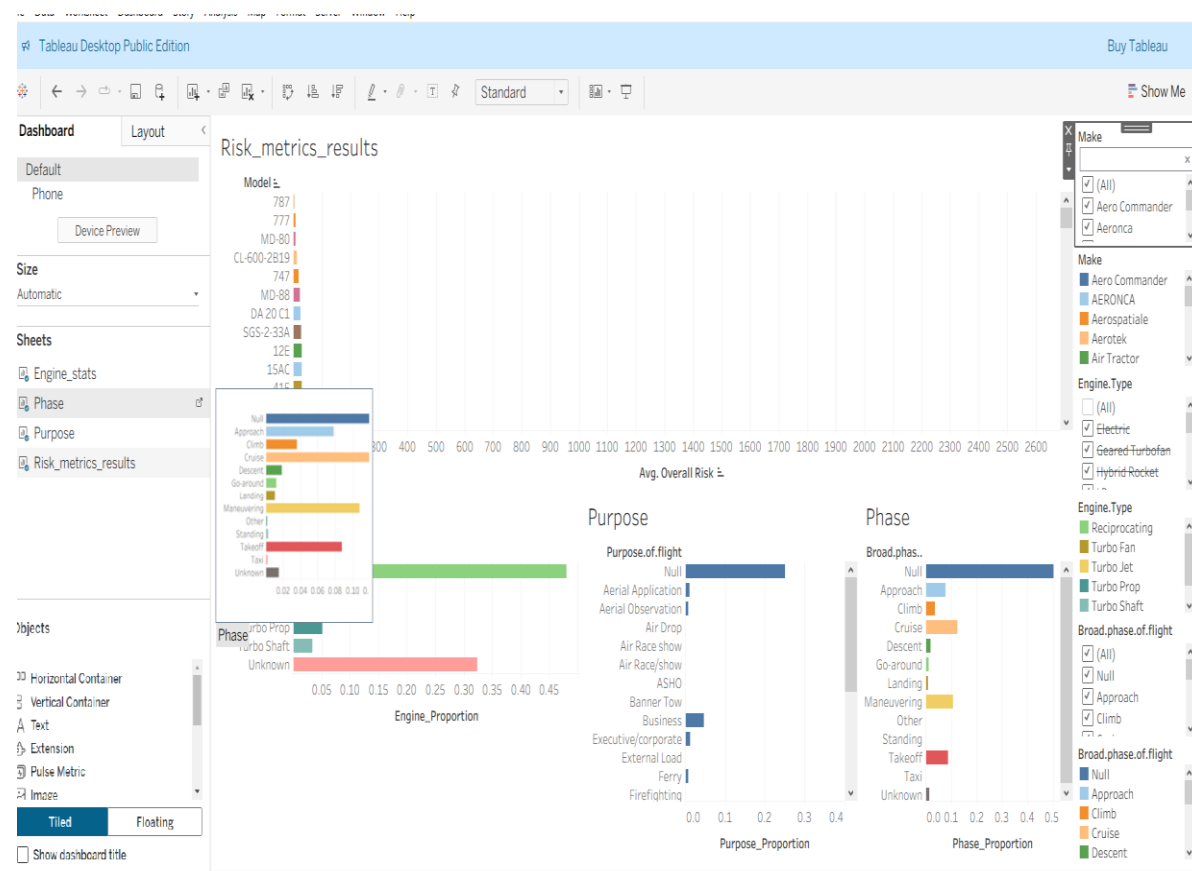 Data Worksheet Dashboard Story Analysis Map Format Server Window Help
Tableau Desktop Public Edition
Buy Tableau
Standard
Show Me
Dashboard
Layout
Default
Phone
Device Preview
Size
Automatic
Sheets
Engine_stats
Phase
Purpose
Risk_metrics_results
Objects
Horizontal Container
Vertical Container
Text
Extension
Pulse Metric
Image
Tiled
Floating
Show dashboard title
Risk_metrics_results
Model
787
777
MD-80
CL-600-2B19
747
MD-88
DA 20 C1
SGS-2-33A
12E
15AC
415
300 400 500 600 700 800 900 1000 1100 1200 1300 1400 1500 1600 1700 1800 1900 2000 2100 2200 2300 2400 2500 2600
Avg. Overall Risk
Null
Approach
Climb
Cruise
Descent
Go-around
Landing
Maneuvering
Other
Standing
Takeoff
Taxi
Unknown
0.02 0.04 0.06 0.08 0.10 0.
Phase
Turbo Prop
Turbo Shaft
Unknown
0.05 0.10 0.15 0.20 0.25 0.30 0.35 0.40 0.45
Engine_Proportion
Purpose
Purpose.of.flight
Null
Aerial Application
Aerial Observation
Air Drop
Air Race show
Air Race/show
ASHO
Banner Tow
Business
Executive/corporate
External Load
Ferry
Firefighting
0.0 0.1 0.2 0.3 0.4
Purpose_Proportion
Phase
Broad.phas..
Null
Approach
Climb
Cruise
Descent
Go-around
Landing
Maneuvering
Other
Standing
Takeoff
Taxi
Unknown
0.0 0.1 0.2 0.3 0.4 0.5
Phase_Proportion
Make
(All)
Aero Commander
Aeronca
Make
Aero Commander
AERONCA
Aerospatiale
Aerotek
Air Tractor
Engine.Type
(All)
Electric
Geared Turbofan
Hybrid Rocket
Engine.Type
Reciprocating
Turbo Fan
Turbo Jet
Turbo Prop
Turbo Shaft
Broad.phase.of.flight
(All)
Null
Approach
Climb
Broad.phase.of.flight
Null
Approach
Climb
Cruise
Descent